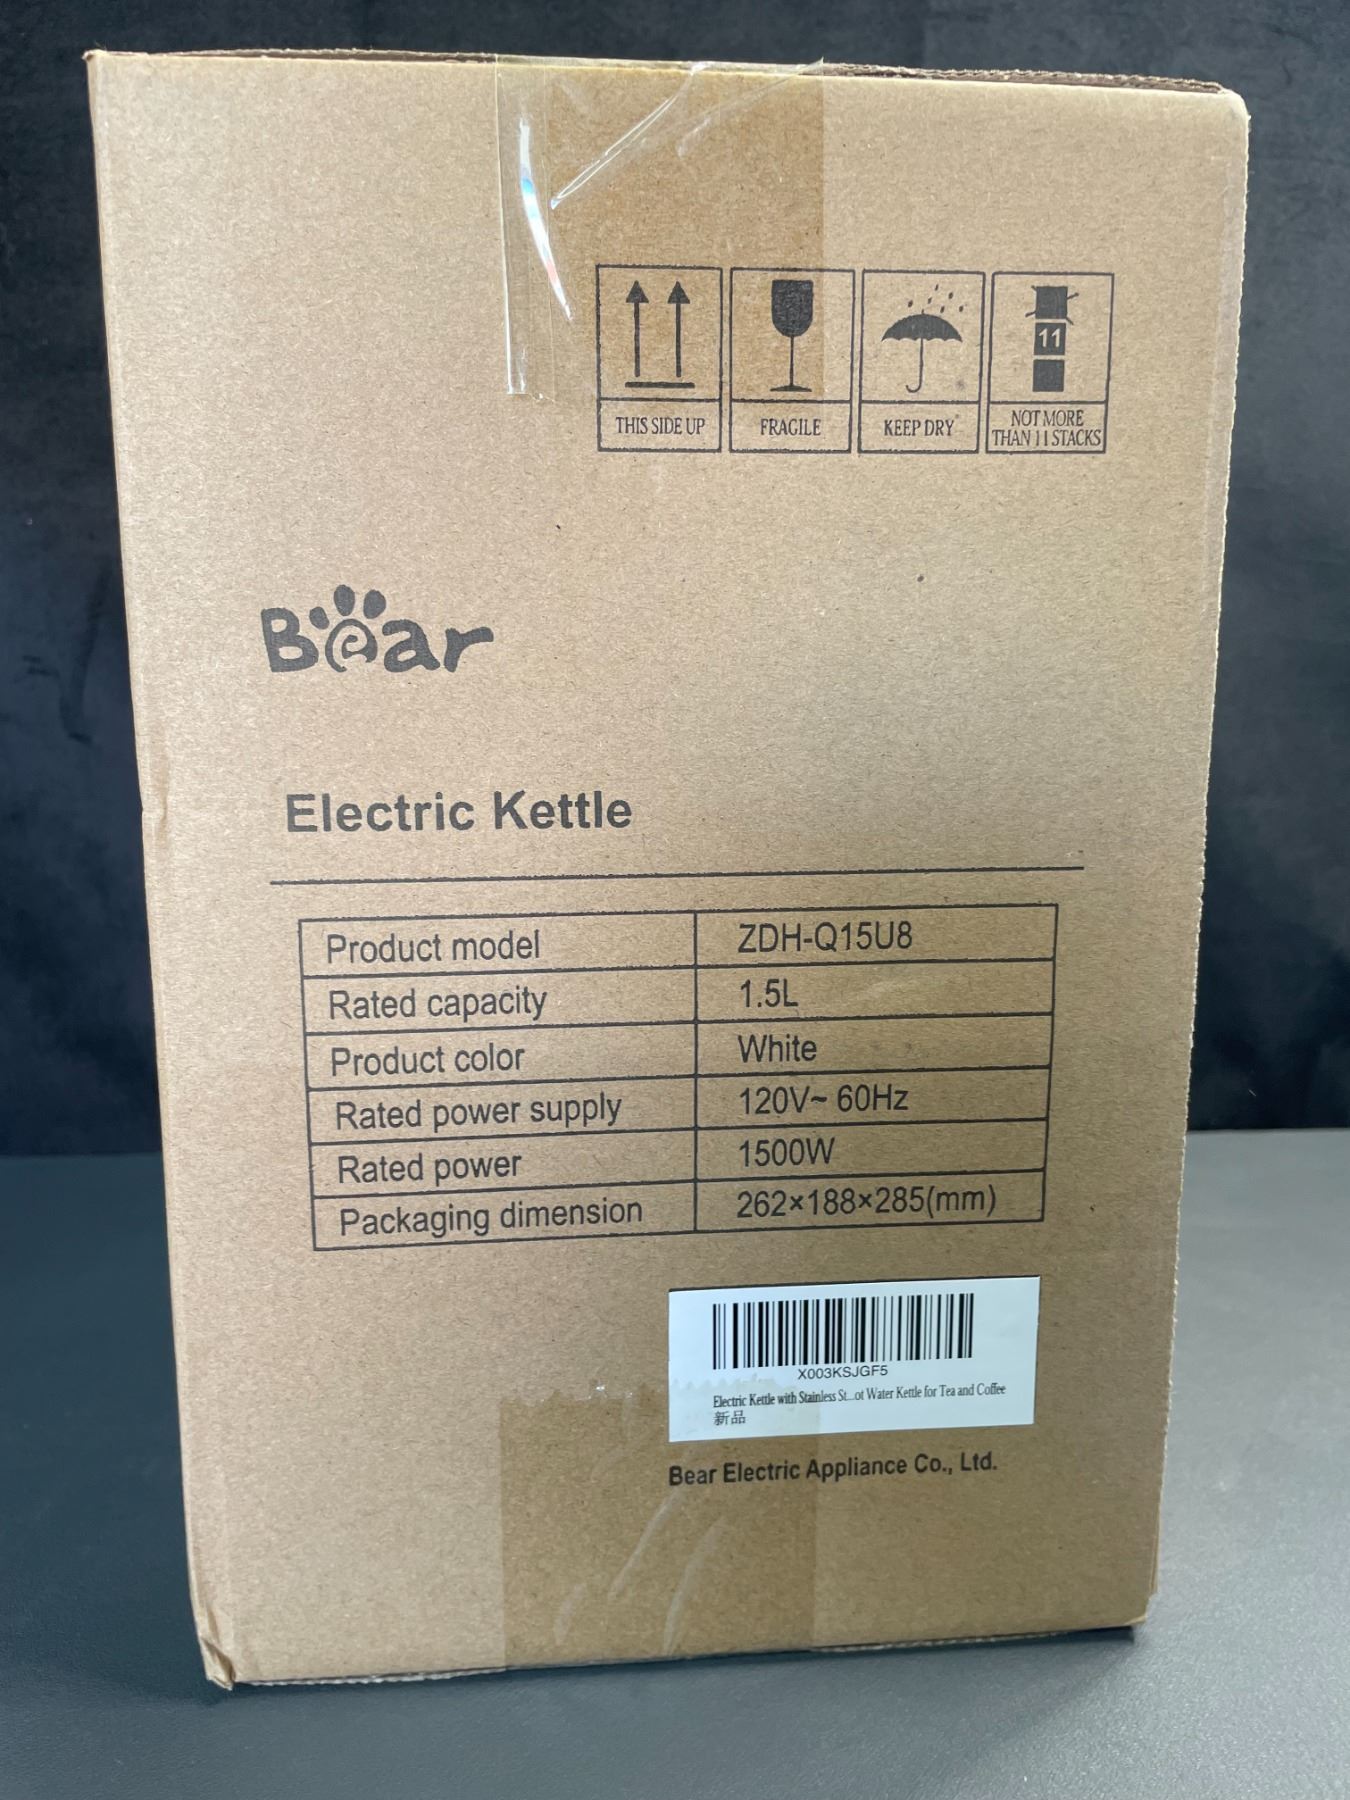 11
THIS SIDE UP
FRAGILE
KEEP DRY
NOT MORE
THAN 11 STACKS
Bear
Electric Kettle
Product model ZDH-Q15U8
Rated capacity 1.5L
Product color White
Rated power supply 120V~ 60Hz
Rated power 1500W
Packaging dimension 262×188×285(mm)
X003KSJGF5
Electric Kettle with Stainless St...ot Water Kettle for Tea and Coffee
新品
Bear Electric Appliance Co., Ltd.